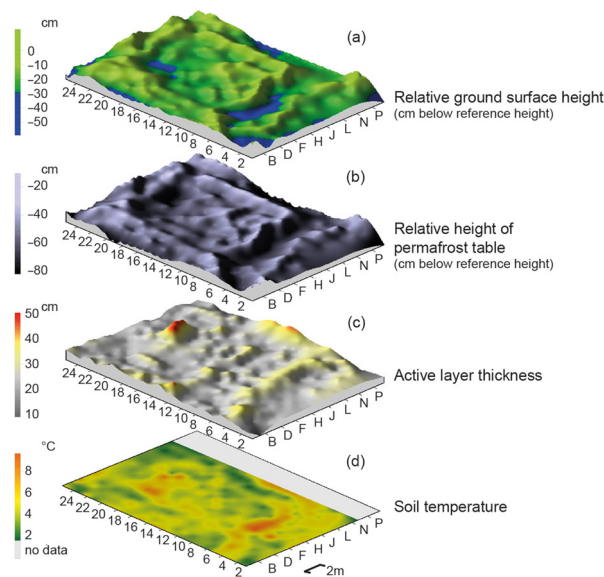 cm
0
−10
−20
−30
−40
−50
(a)
24 22 20 18 16 14 12 10 8 6 4 2
B D F H J L N P
Relative ground surface height
(cm below reference height)
cm
−20
−40
−60
−80
(b)
24 22 20 18 16 14 12 10 8 6 4 2
B D F H J L N P
Relative height of
permafrost table
(cm below reference height)
cm
50
40
30
20
10
(c)
24 22 20 18 16 14 12 10 8 6 4 2
B D F H J L N P
Active layer thickness
°C
8
6
4
2
no data
(d)
24 22 20 18 16 14 12 10 8 6 4 2
B D F H J L N P
Soil temperature
2m